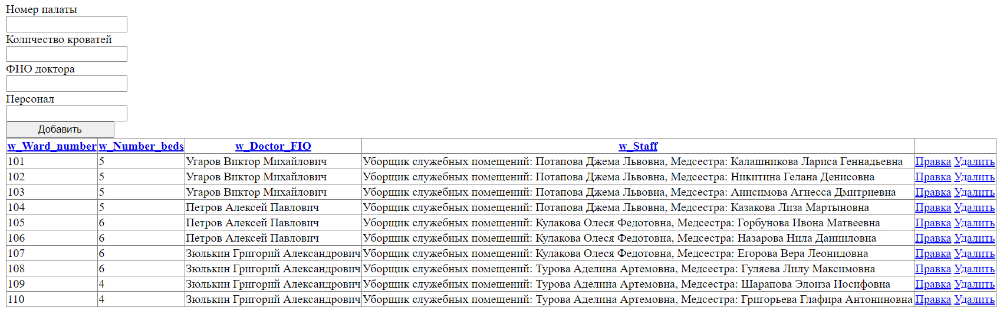 Номер палаты
Количество кроватей
ФИО доктора
Персонал
Добавить
w_Ward_number w_Number_beds w_Doctor_FIO w_Staff
101 5 Угаров Виктор Михайлович Уборщик служебных помещений: Потапова Джема Львовна, Медсестра: Калашникова Лариса Геннадьевна Правка Удалить
102 5 Угаров Виктор Михайлович Уборщик служебных помещений: Потапова Джема Львовна, Медсестра: Никитина Гелана Денисовна Правка Удалить
103 5 Угаров Виктор Михайлович Уборщик служебных помещений: Потапова Джема Львовна, Медсестра: Анисимова Агнесса Дмитриевна Правка Удалить
104 5 Петров Алексей Павлович Уборщик служебных помещений: Потапова Джема Львовна, Медсестра: Казакова Лиза Мартыновна Правка Удалить
105 6 Петров Алексей Павлович Уборщик служебных помещений: Кулакова Олеся Федотовна, Медсестра: Горбунова Ивона Матвеевна Правка Удалить
106 6 Петров Алексей Павлович Уборщик служебных помещений: Кулакова Олеся Федотовна, Медсестра: Назарова Нила Данииловна Правка Удалить
107 6 Зюлькин Григорий Александрович Уборщик служебных помещений: Кулакова Олеся Федотовна, Медсестра: Егорова Вера Леонидовна Правка Удалить
108 6 Зюлькин Григорий Александрович Уборщик служебных помещений: Турова Аделина Артемовна, Медсестра: Гуляева Лилу Максимовна Правка Удалить
109 4 Зюлькин Григорий Александрович Уборщик служебных помещений: Турова Аделина Артемовна, Медсестра: Шарапова Элоиза Иосифовна Правка Удалить
110 4 Зюлькин Григорий Александрович Уборщик служебных помещений: Турова Аделина Артемовна, Медсестра: Григорьева Глафира Антониновна Правка Удалить